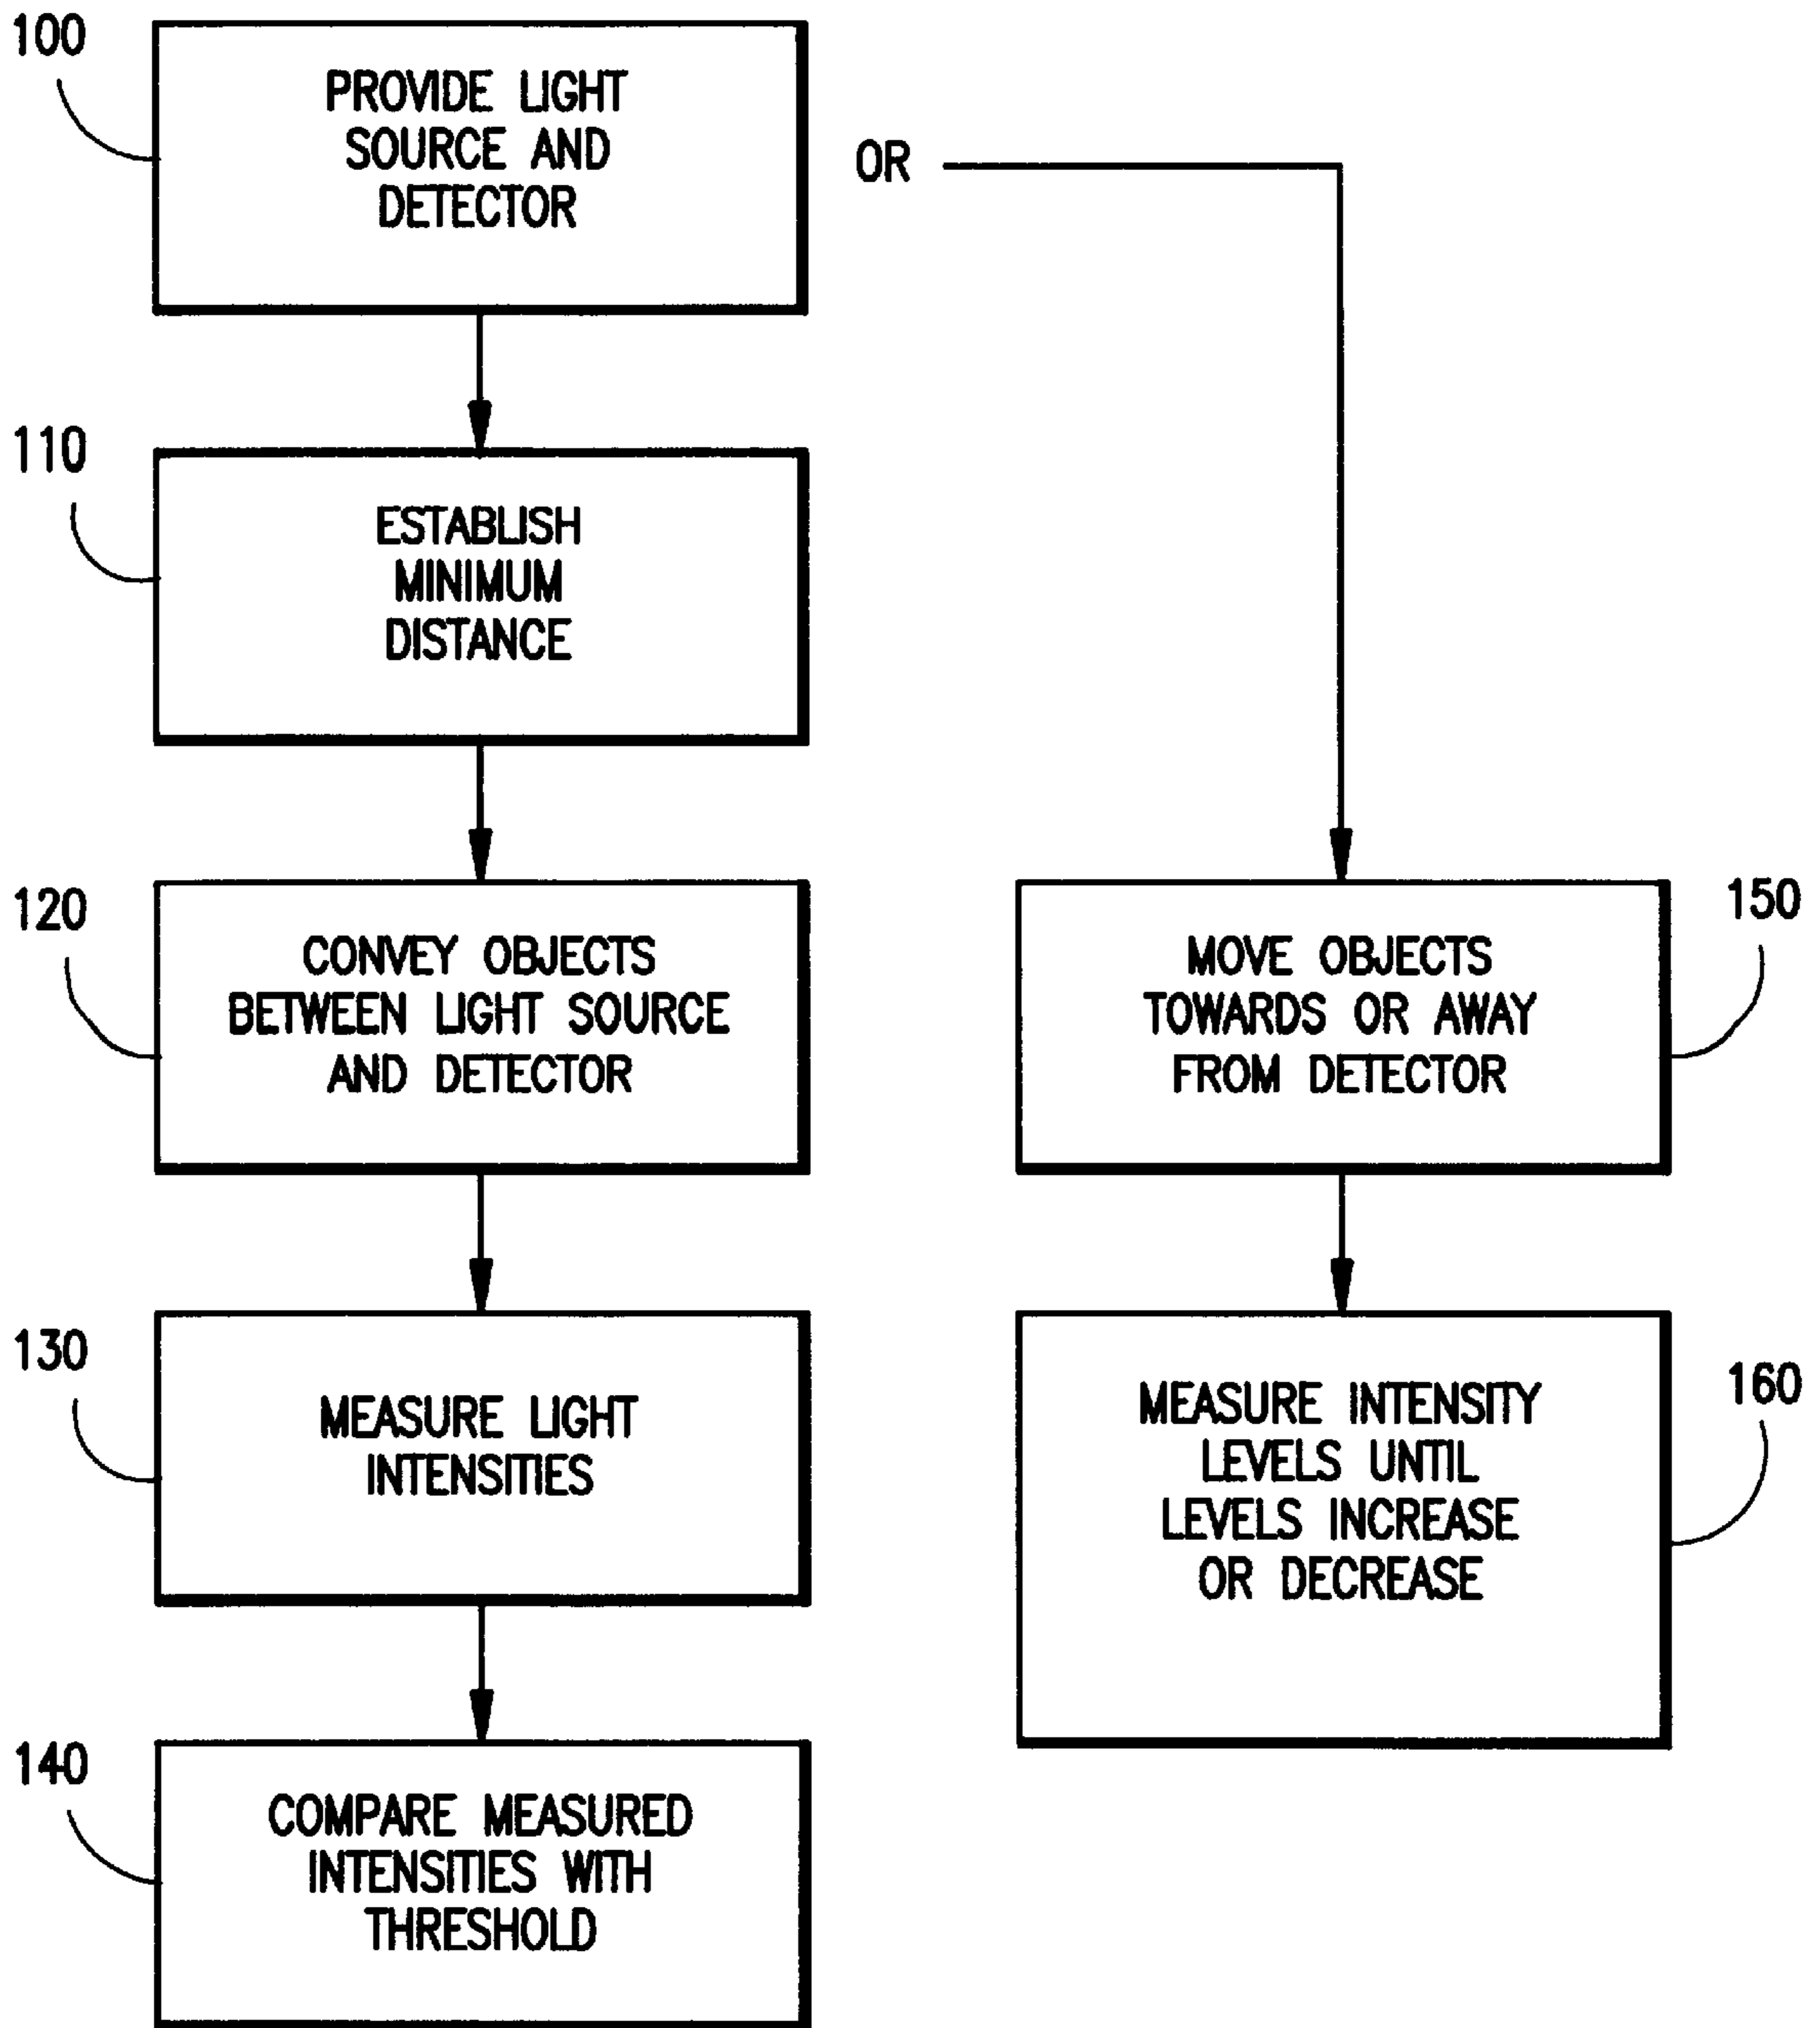 100
PROVIDE LIGHT
SOURCE AND
DETECTOR
OR
110
ESTABLISH
MINIMUM
DISTANCE
120
CONVEY OBJECTS
BETWEEN LIGHT SOURCE
AND DETECTOR
150
MOVE OBJECTS
TOWARDS OR AWAY
FROM DETECTOR
130
MEASURE LIGHT
INTENSITIES
160
MEASURE INTENSITY
LEVELS UNTIL
LEVELS INCREASE
OR DECREASE
140
COMPARE MEASURED
INTENSITIES WITH
THRESHOLD